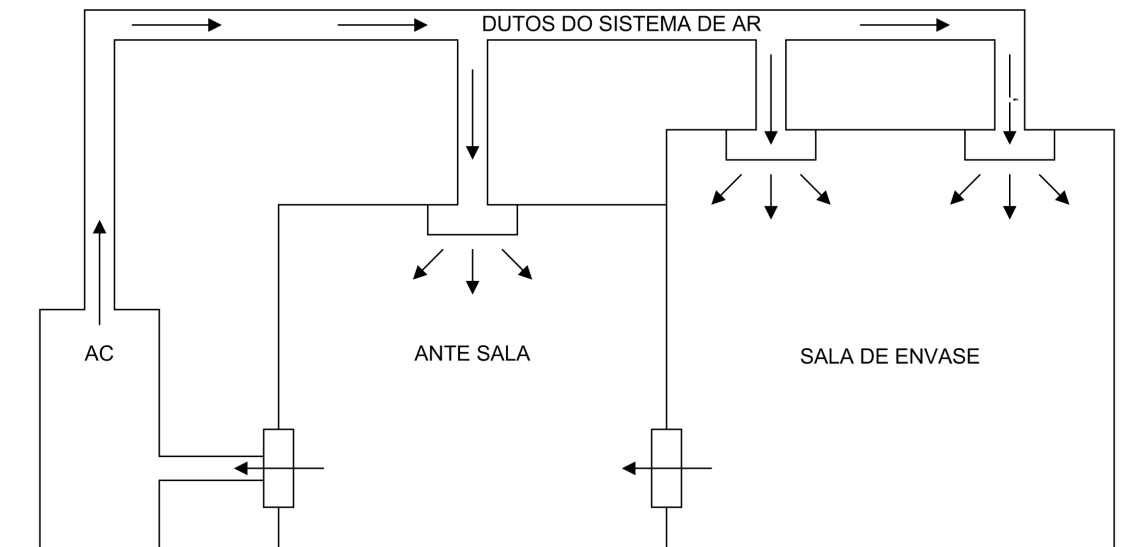 DUTOS DO SISTEMA DE AR
AC
ANTE SALA
SALA DE ENVASE